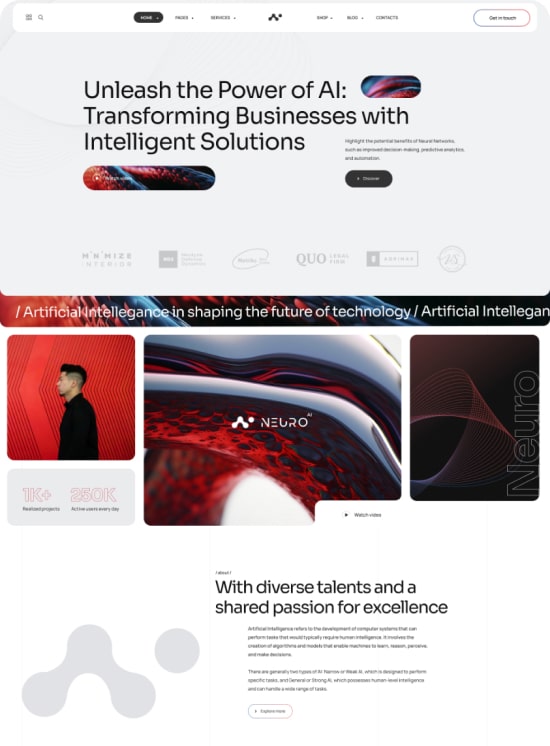 HOME
PAGES
SERVICES
SHOP
BLOG
CONTACTS
Get in touch
Unleash the Power of AI:
Transforming Businesses with
Intelligent Solutions
Highlight the potential benefits of Neural Networks,
such as improved decision-making, predictive analytics,
and automation.
Watch video
Discover
QUO LEGAL
FIRM
/ Artificial Intellegance in shaping the future of technology / Artificial Intellegan
NEURO AI
Neuro
1K+
250K
Realized projects
Active users every day
Watch video
/ about /
With diverse talents and a
shared passion for excellence
Artificial Intelligence refers to the development of computer systems that can
perform tasks that would typically require human intelligence. It involves the
creation of algorithms and models that enable machines to learn, reason, perceive,
and make decisions.
There are generally two types of AI: Narrow or Weak AI, which is designed to perform
specific tasks, and General or Strong AI, which possesses human-level intelligence
and can handle a wide range of tasks.
Explore more